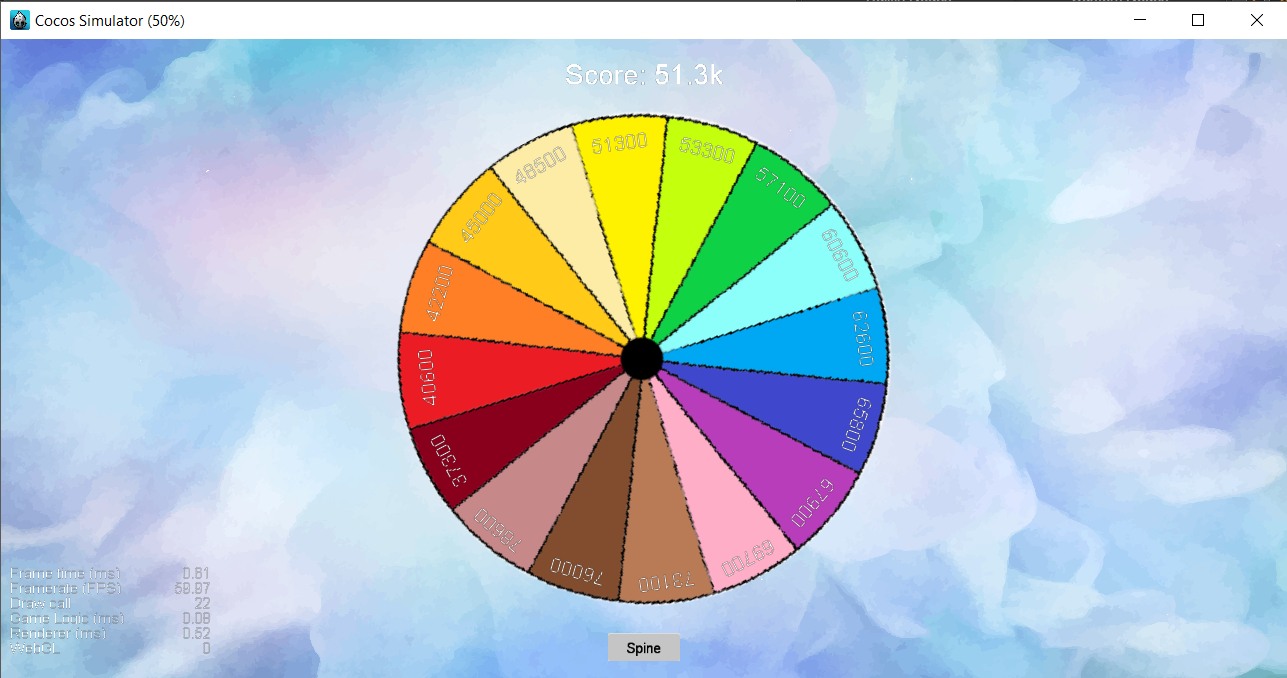 Cocos Simulator (50%)
Score: 51.3k
51300
53300
57100
60600
62600
65800
67900
69700
73100
76000
78600
37300
40600
42200
45000
48500
Frame time (ms) 0.61
Framerate (FPS) 59.97
Draw call 22
Game Logic (ms) 0.08
Renderer (ms) 0.52
WebGL 0
Spine